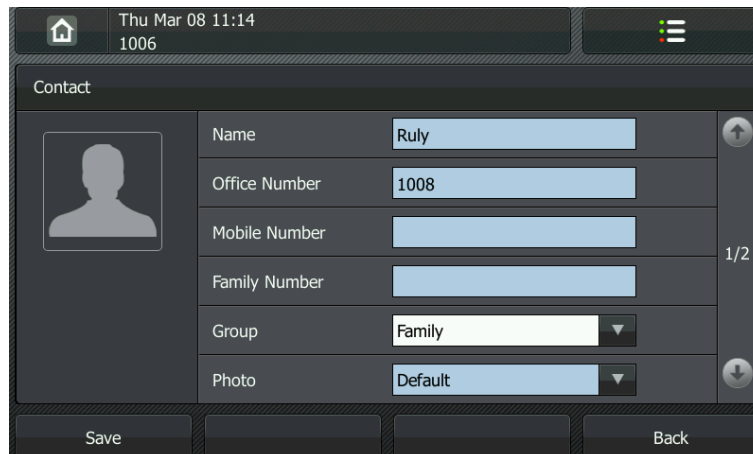 Thu Mar 08 11:14
1006
Contact
Name Ruly
Office Number 1008
Mobile Number
Family Number
1/2
Group Family
Photo Default
Save Back